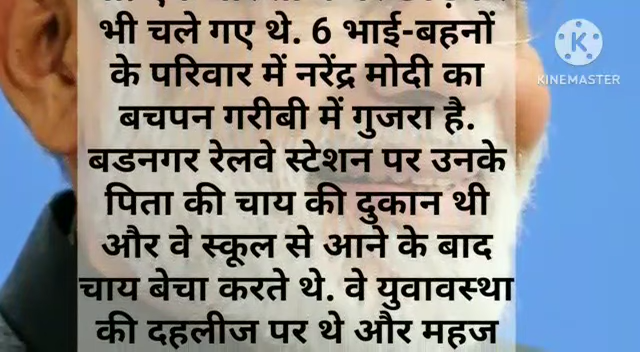 भी चले गए थे. 6 भाई-बहनों
के परिवार में नरेंद्र मोदी का
बचपन गरीबी में गुजरा है.
बडनगर रेलवे स्टेशन पर उनके
पिता की चाय की दुकान थी
और वे स्कूल से आने के बाद
चाय बेचा करते थे. वे युवावस्था
की दहलीज पर थे और महज
K
KINEMASTER